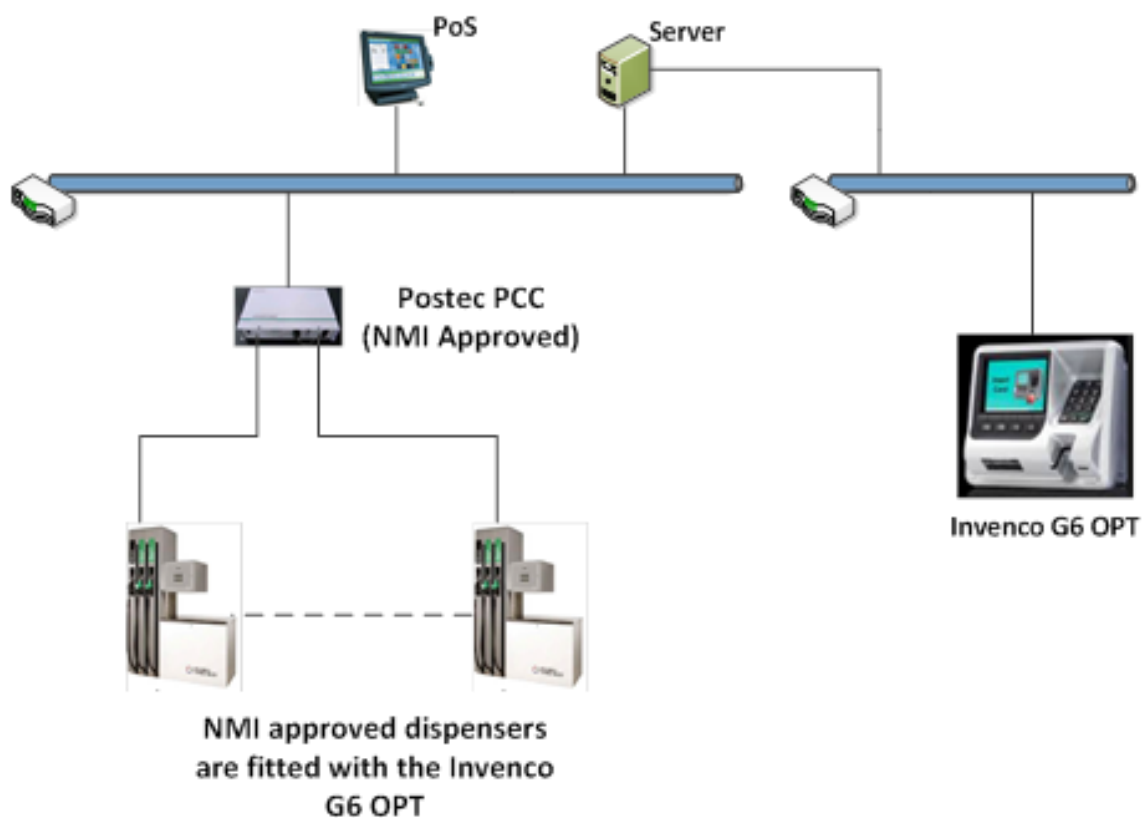 PoS
Server
Postec PCC
(NMI Approved)
Invenco G6 OPT
NMI approved dispensers
are fitted with the Invenco
G6 OPT